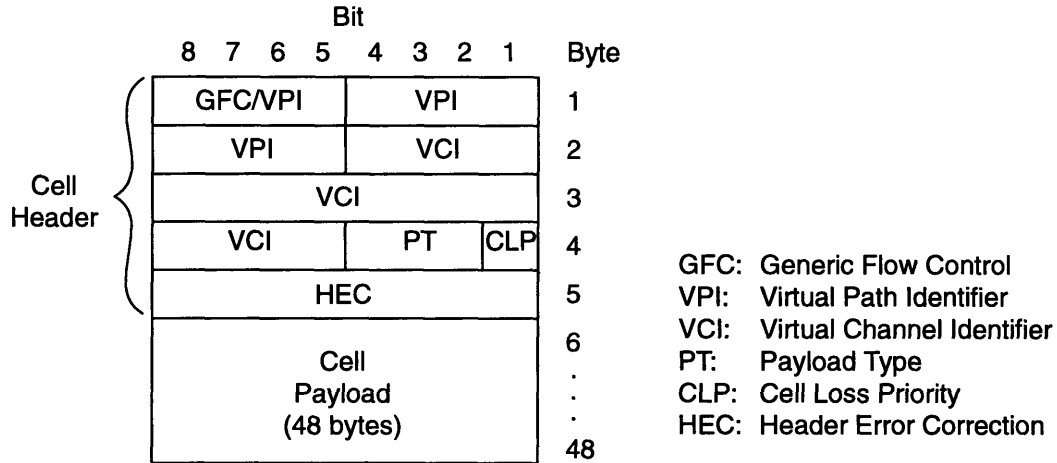 Bit
8 7 6 5 4 3 2 1 Byte
GFC/VPI VPI 1
VPI VCI 2
Cell Header
VCI 3
VCI PT CLP 4
HEC 5
Cell Payload (48 bytes)
6
.
.
.
48
GFC: Generic Flow Control
VPI: Virtual Path Identifier
VCI: Virtual Channel Identifier
PT: Payload Type
CLP: Cell Loss Priority
HEC: Header Error Correction